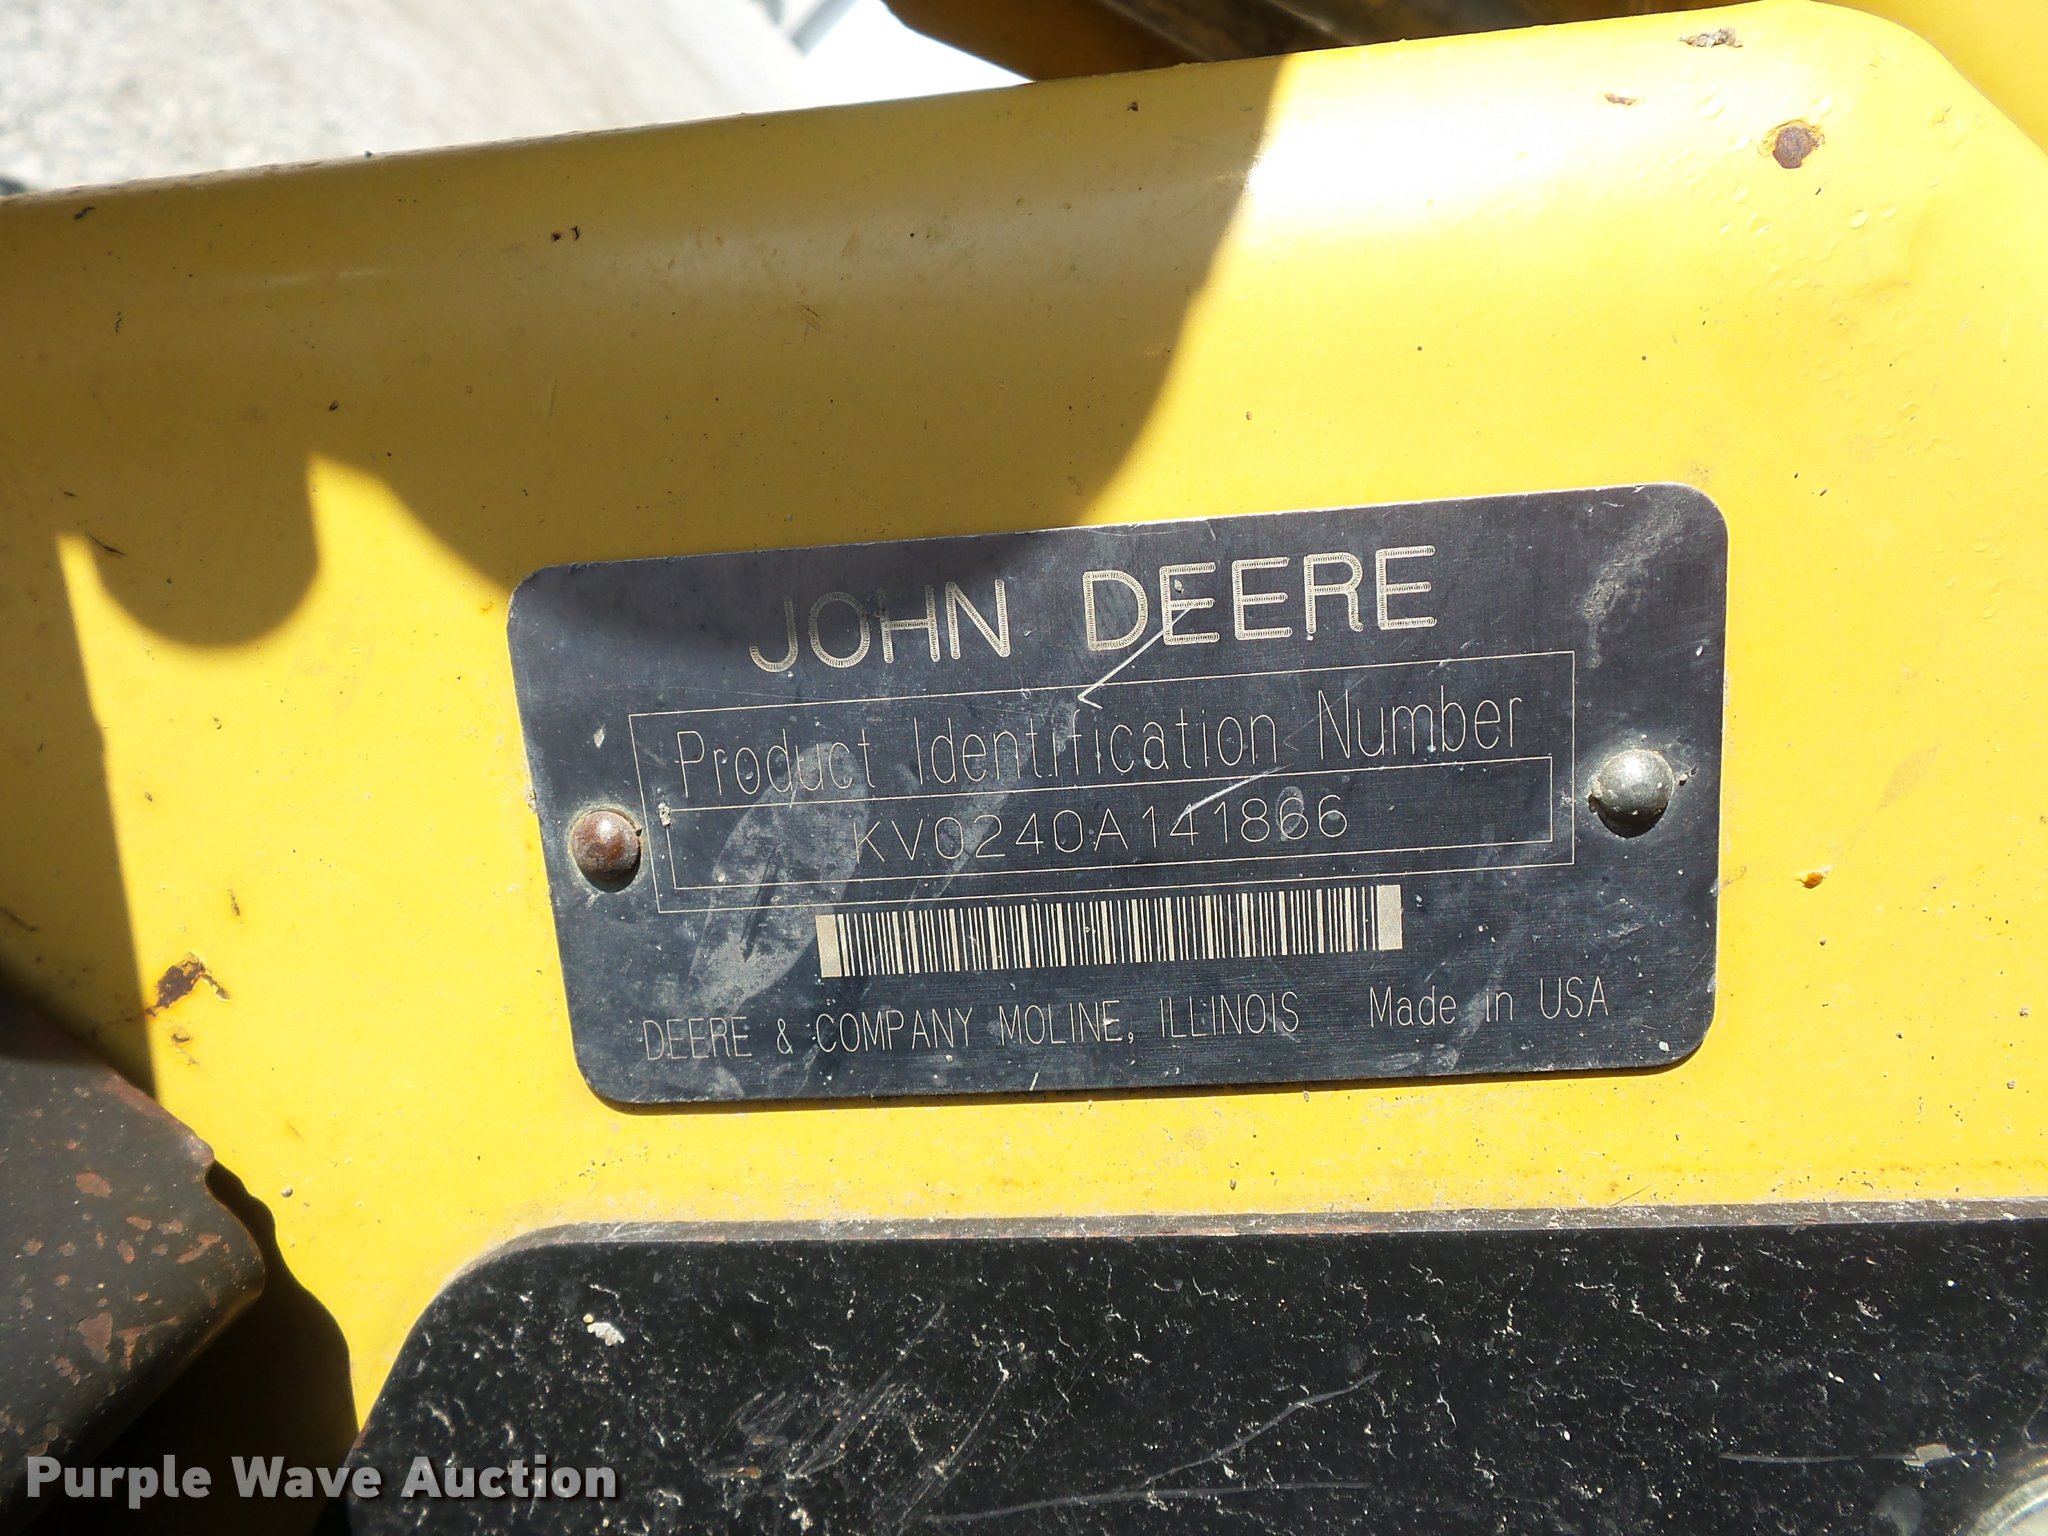 JOHN DEERE
Product Identification Number
KV0240A141866
DEERE & COMPANY MOLINE, ILLINOIS Made in USA
Purple Wave Auction